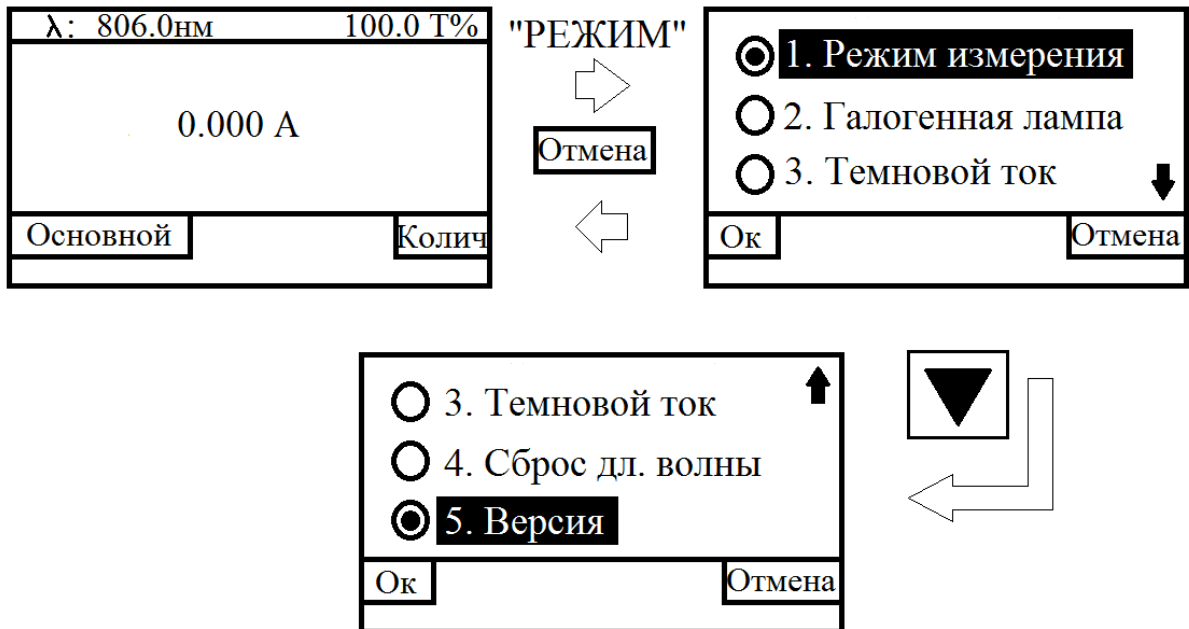 λ: 806.0нм 100.0 T%
0.000 А
Основной Колич
"РЕЖИМ"
Отмена
1. Режим измерения
2. Галогенная лампа
3. Темновой ток
Ок Отмена
3. Темновой ток
4. Сброс дл. волны
5. Версия
Ок Отмена